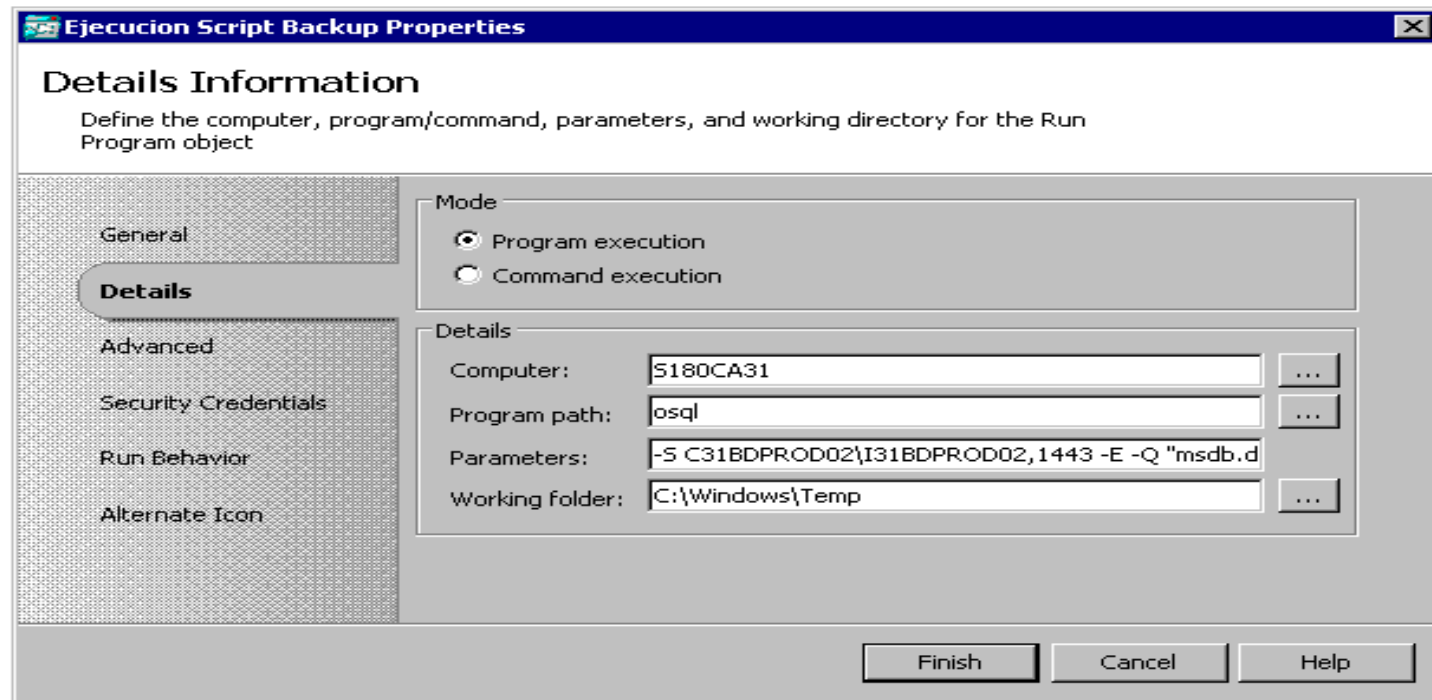 Ejecucion Script Backup Properties
Details Information
Define the computer, program/command, parameters, and working directory for the Run
Program object
General
Details
Advanced
Security Credentials
Run Behavior
Alternate Icon
Mode
Program execution
Command execution
Details
Computer: S180CA31 ...
Program path: osql ...
Parameters: -S C31BDPROD02\I31BDPROD02,1443 -E -Q "msdb.d
Working folder: C:\Windows\Temp ...
Finish Cancel Help